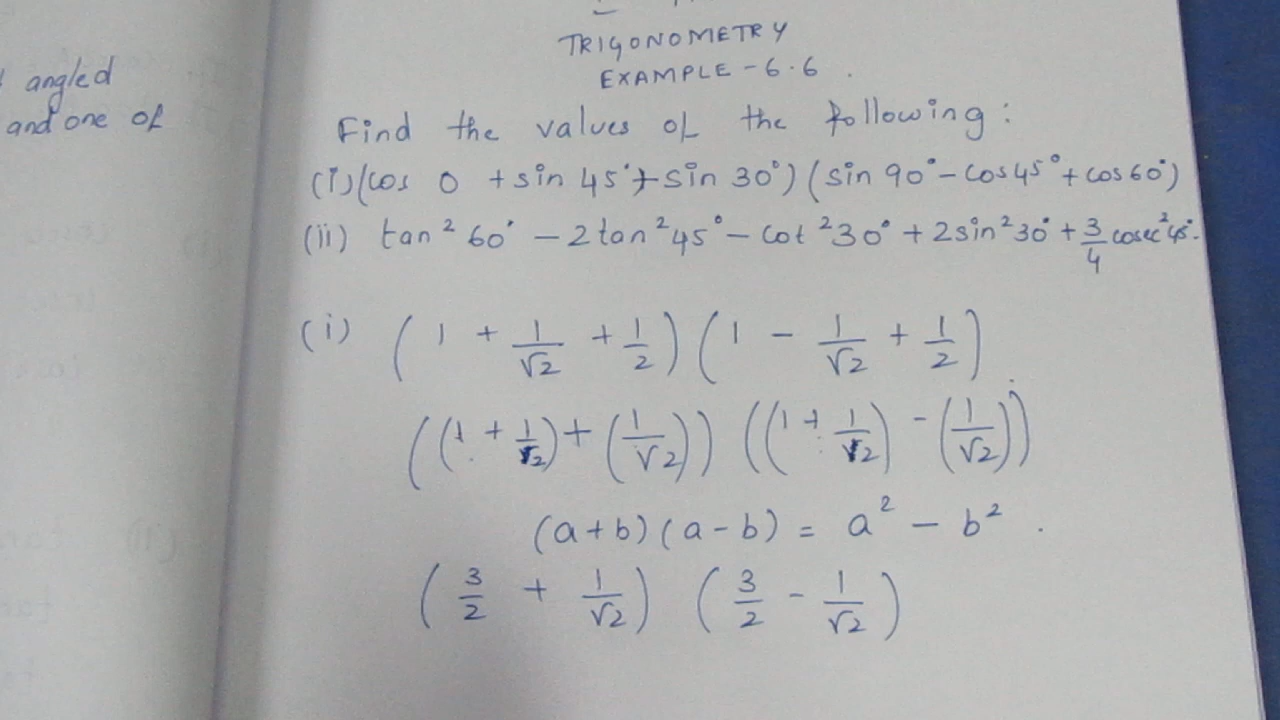 angled
and one of
TRIGONOMETRY
EXAMPLE - 6.6.
Find the values of the following:
(i) (cos 0 + sin 45° + sin 30°) (sin 90° - cos 45° + cos 60°)
(ii) tan² 60° - 2 tan² 45° - cot² 30° + 2 sin² 30° + 3/4 cosec² 45°.
(i) (1 + 1/√2 + 1/2) (1 - 1/√2 + 1/2)
((1 + 1/2) + (1/√2)) ((1 + 1/2) - (1/√2))
(a+b)(a-b) = a² - b².
(3/2 + 1/√2) (3/2 - 1/√2)